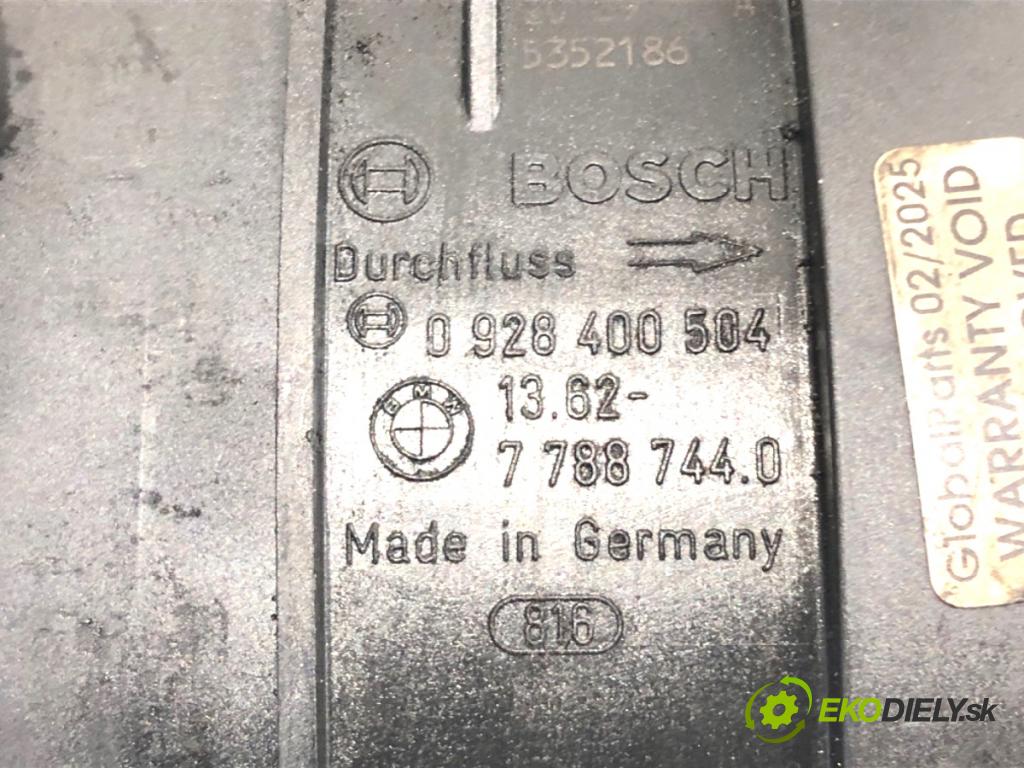 5352186
BOSCH
Durchfluss
0 928 400 504
BMW
13.62-
7 788 744.0
Made in Germany
816
GlobalParts 02/2025
WARRANTY VOID
EKODIELY.sk